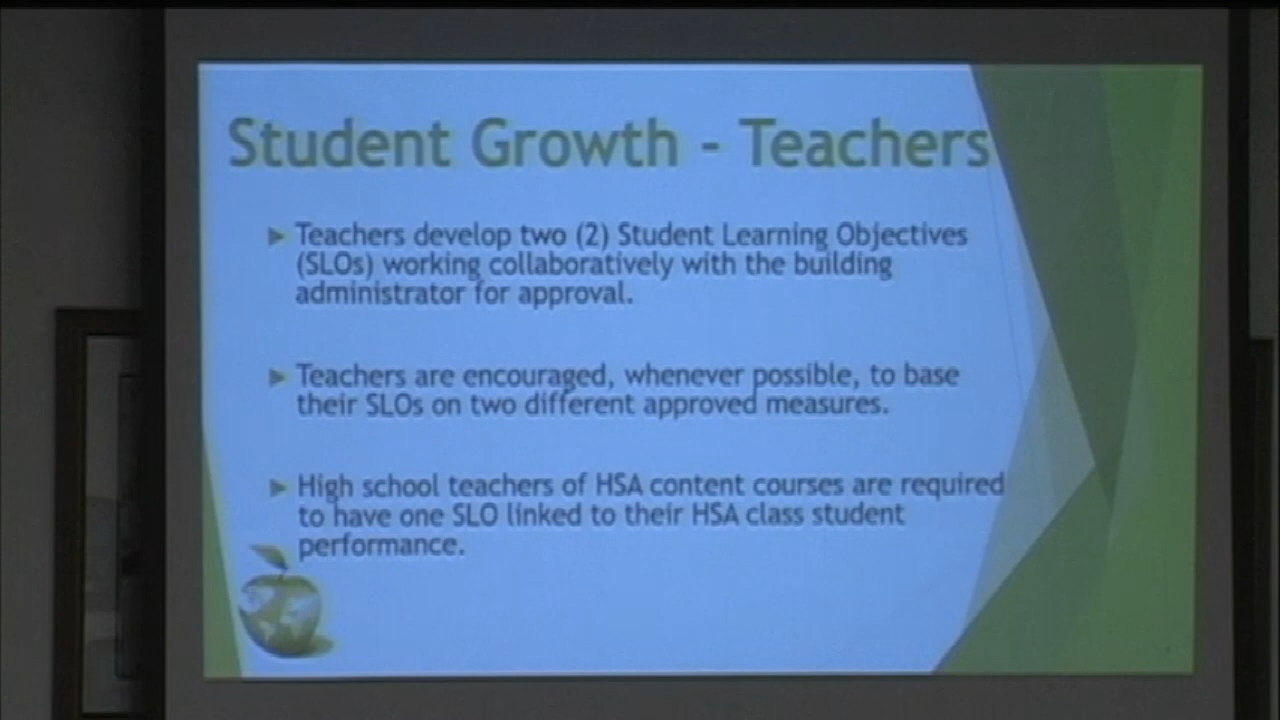 Student Growth - Teachers
Teachers develop two (2) Student Learning Objectives
(SLOs) working collaboratively with the building
administrator for approval.
Teachers are encouraged, whenever possible, to base
their SLOs on two different approved measures.
High school teachers of HSA content courses are required
to have one SLO linked to their HSA class student
performance.